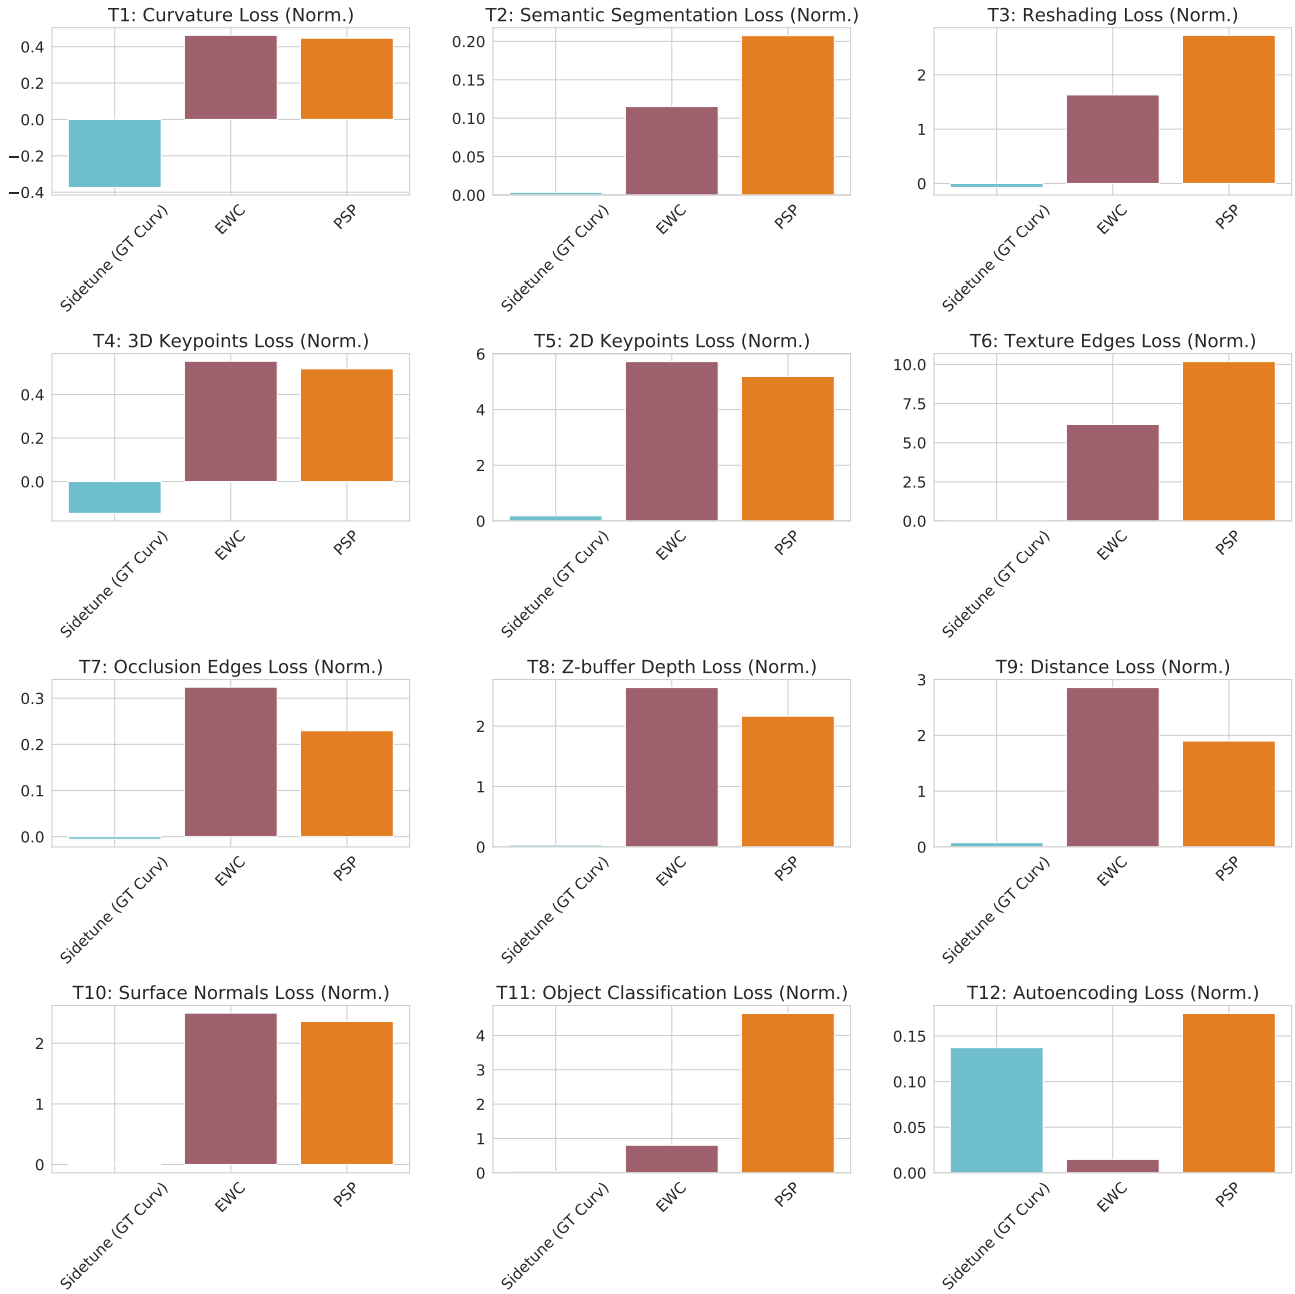 T1: Curvature Loss (Norm.)
0.4
0.2
0.0
−0.2
−0.4
Sidetune (GT Curv)
EWC
PSP
T2: Semantic Segmentation Loss (Norm.)
0.20
0.15
0.10
0.05
0.00
Sidetune (GT Curv)
EWC
PSP
T3: Reshading Loss (Norm.)
2
1
0
Sidetune (GT Curv)
EWC
PSP
T4: 3D Keypoints Loss (Norm.)
0.4
0.2
0.0
Sidetune (GT Curv)
EWC
PSP
T5: 2D Keypoints Loss (Norm.)
6
4
2
0
Sidetune (GT Curv)
EWC
PSP
T6: Texture Edges Loss (Norm.)
10.0
7.5
5.0
2.5
0.0
Sidetune (GT Curv)
EWC
PSP
T7: Occlusion Edges Loss (Norm.)
0.3
0.2
0.1
0.0
Sidetune (GT Curv)
EWC
PSP
T8: Z-buffer Depth Loss (Norm.)
2
1
0
Sidetune (GT Curv)
EWC
PSP
T9: Distance Loss (Norm.)
3
2
1
0
Sidetune (GT Curv)
EWC
PSP
T10: Surface Normals Loss (Norm.)
2
1
0
Sidetune (GT Curv)
EWC
PSP
T11: Object Classification Loss (Norm.)
4
3
2
1
0
Sidetune (GT Curv)
EWC
PSP
T12: Autoencoding Loss (Norm.)
0.15
0.10
0.05
0.00
Sidetune (GT Curv)
EWC
PSP